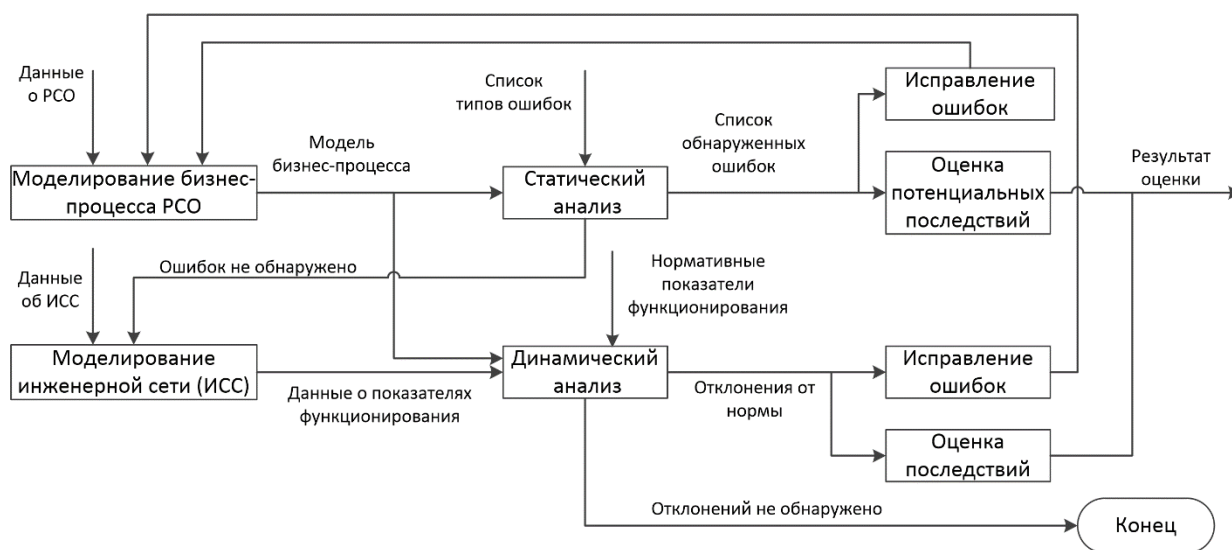 Данные
о РСО
Список
типов ошибок
Исправление
ошибок
Модель
бизнес-процесса
Список
обнаруженных
ошибок
Моделирование бизнес-
процесса РСО
Статический
анализ
Оценка
потенциальных
последствий
Результат
оценки
Данные
об ИСС
Ошибок не обнаружено
Нормативные
показатели
функционирования
Моделирование
инженерной сети (ИСС)
Данные о показателях
функционирования
Динамический
анализ
Отклонения от
нормы
Исправление
ошибок
Оценка
последствий
Отклонений не обнаружено
Конец